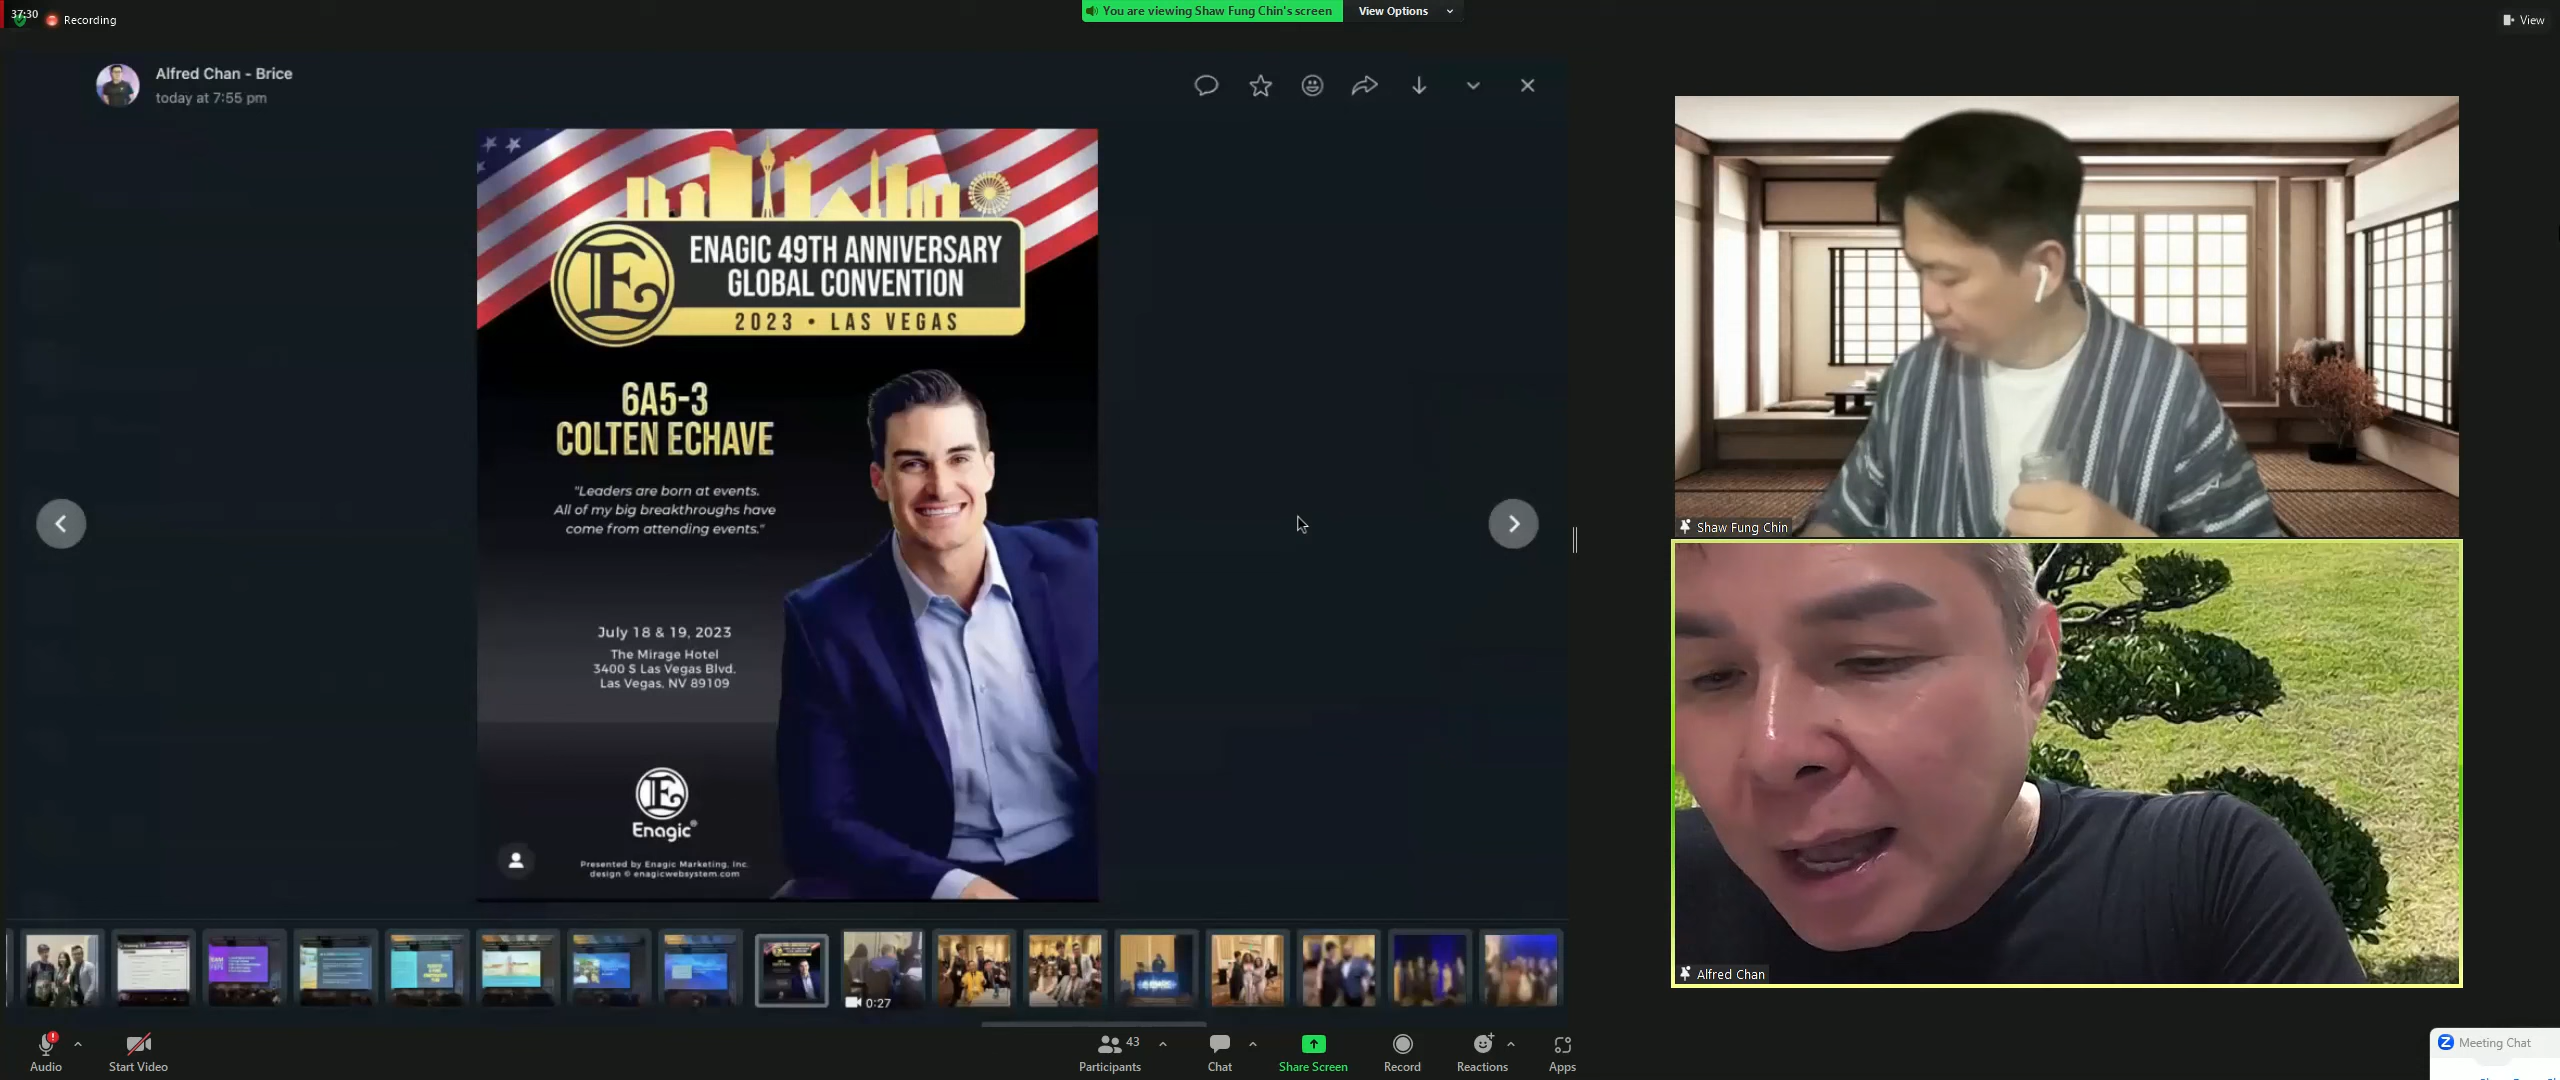 37:30
Recording
You are viewing Shaw Fung Chin's screen
View Options
View
Alfred Chan - Brice
today at 7:55 pm
ENAGIC 49TH ANNIVERSARY
GLOBAL CONVENTION
2023 • LAS VEGAS
6A5-3
COLTEN ECHAVE
"Leaders are born at events.
All of my big breakthroughs have
come from attending events."
July 18 & 19, 2023
The Mirage Hotel
3400 S Las Vegas Blvd.
Las Vegas, NV 89109
E
Enagic®
Presented by Enagic Marketing, Inc.
design © enagicwebsystem.com
Shaw Fung Chin
Alfred Chan
0:27
Audio
Start Video
43
Participants
Chat
Share Screen
Record
Reactions
Apps
Meeting Chat